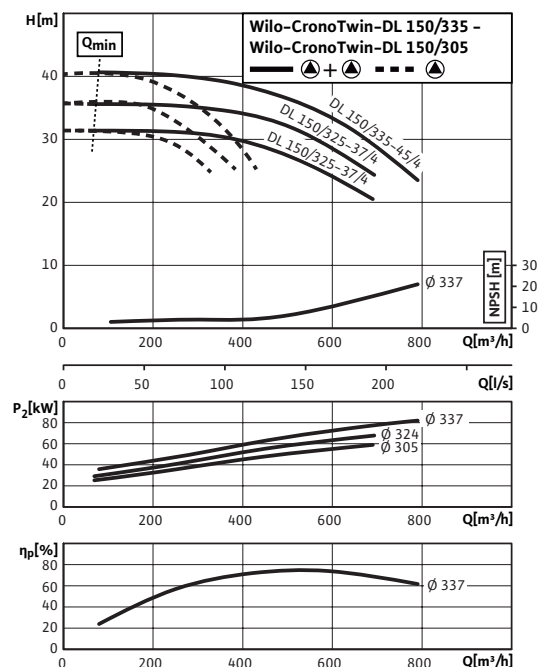 H [m]
Wilo-CronoTwin-DL 150/335 –
Wilo-CronoTwin-DL 150/305
+
Qmin
40
30
20
10
0
DL 150/335-45/4
DL 150/325-37/4
DL 150/325-37/4
Ø 337
NPSH [m]
30
20
10
0
0 200 400 600 800 Q[m³/h]
0 50 100 150 200 Q[l/s]
P₂[kW]
80
60
40
20
0
Ø 337
Ø 324
Ø 305
0 200 400 600 800 Q[m³/h]
ηp[%]
80
60
40
20
0
Ø 337
0 200 400 600 800 Q[m³/h]